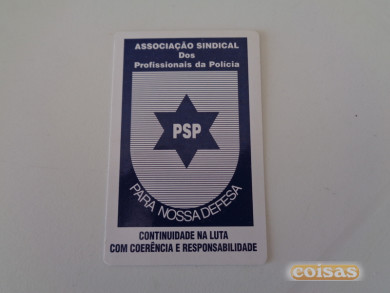 ASSOCIAÇÃO SINDICAL
Dos
Profissionais da Polícia
PSP
PARA NOSSA DEFESA
CONTINUIDADE NA LUTA
COM COERÊNCIA E RESPONSABILIDADE
coisas